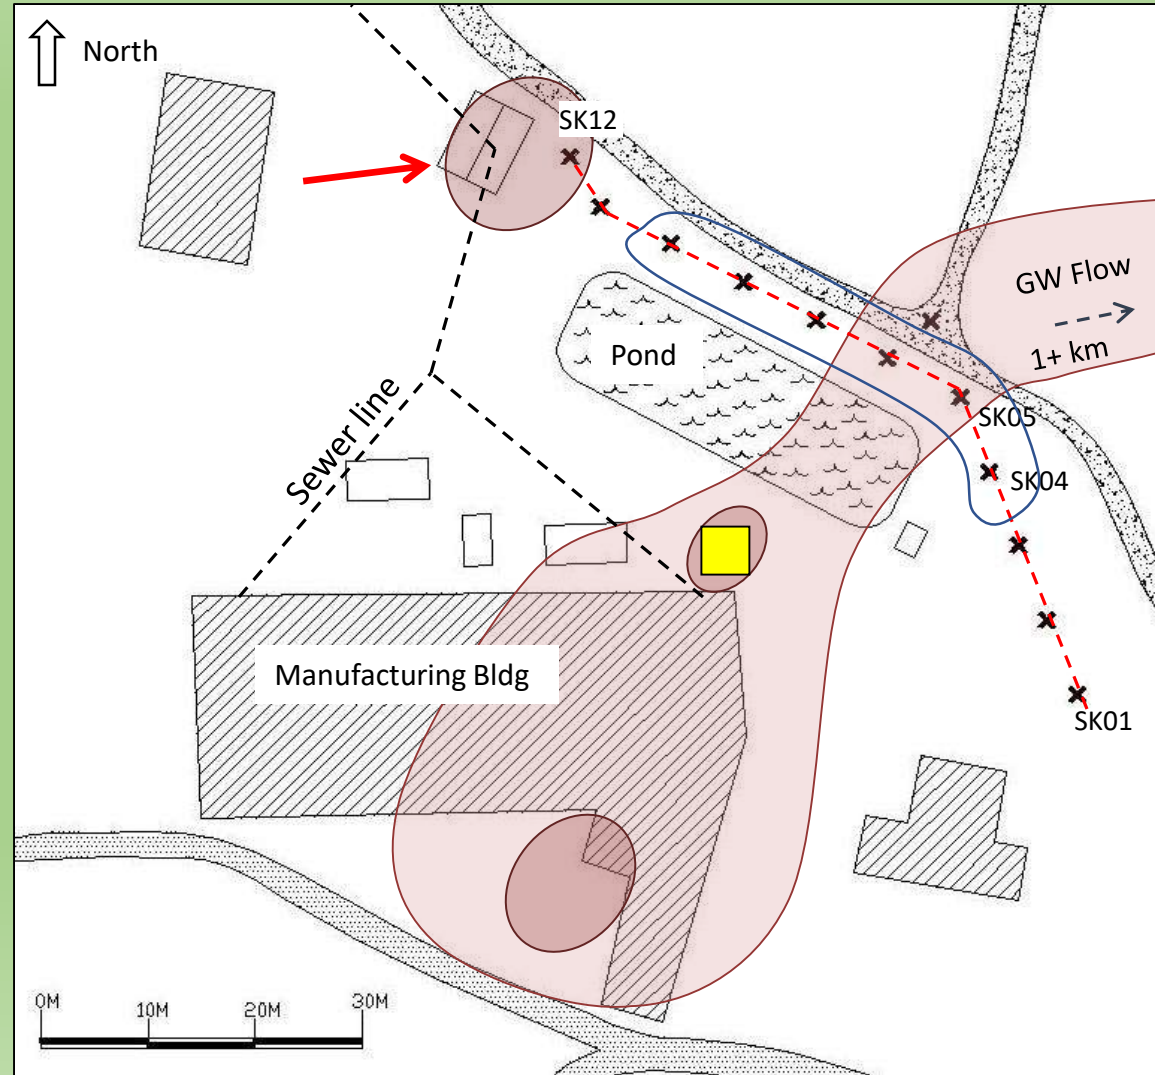 North
SK12
GW Flow
1+ km
Pond
SK05
Sewer line
SK04
Manufacturing Bldg
SK01
0M 10M 20M 30M